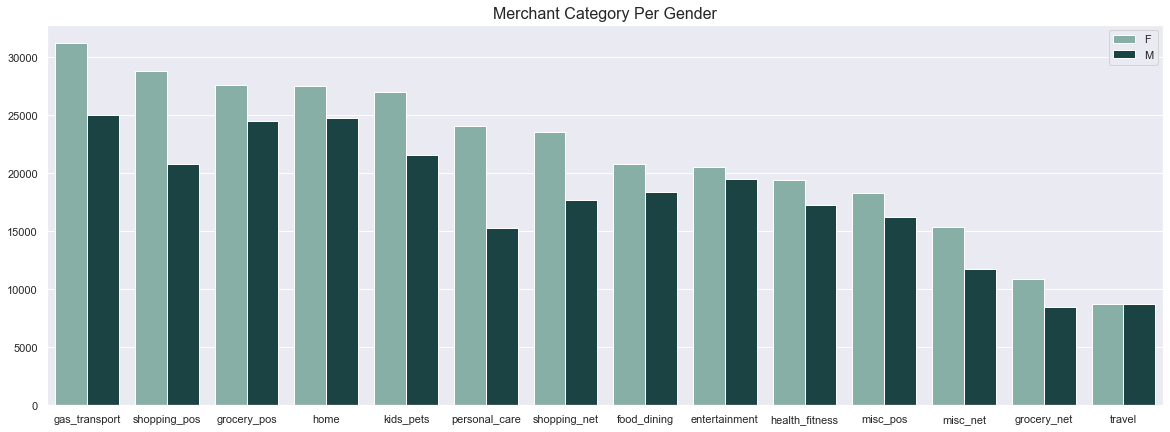 Merchant Category Per Gender
F
M
30000
25000
20000
15000
10000
5000
0
gas_transport shopping_pos grocery_pos home kids_pets personal_care shopping_net food_dining entertainment health_fitness misc_pos misc_net grocery_net travel